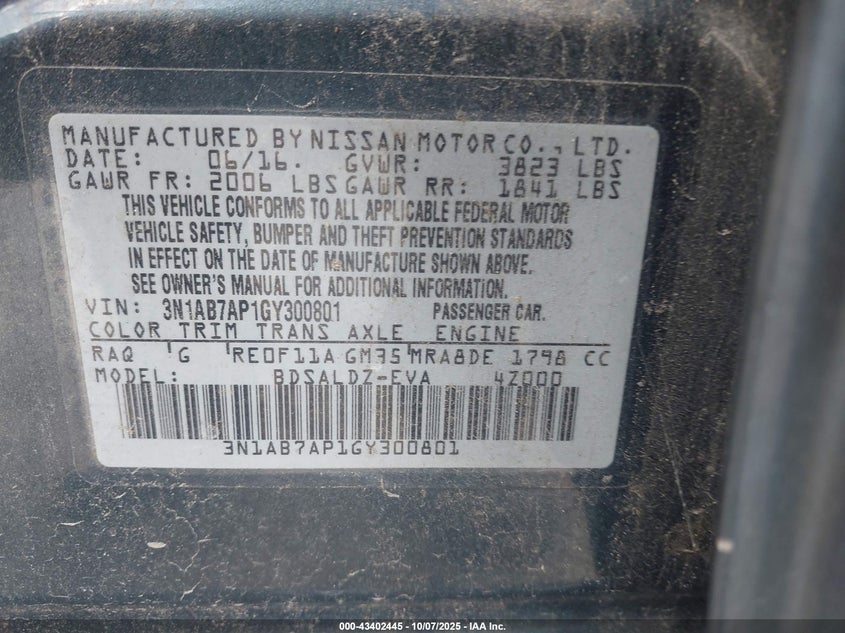 MANUFACTURED BY NISSAN MOTOR CO., LTD.
DATE: 06/16. GVWR: 3823 LBS
GAWR FR: 2006 LBS GAWR RR: 1841 LBS
THIS VEHICLE CONFORMS TO ALL APPLICABLE FEDERAL MOTOR
VEHICLE SAFETY, BUMPER AND THEFT PREVENTION STANDARDS
IN EFFECT ON THE DATE OF MANUFACTURE SHOWN ABOVE.
SEE OWNER'S MANUAL FOR ADDITIONAL INFORMATION.
VIN: 3N1AB7AP1GY300801 PASSENGER CAR.
COLOR TRIM TRANS AXLE ENGINE
RAQ 'G 'RE0F11A GM35'MRA8DE 1798 CC
MODEL: BDSALDZ-EVA 4Z000
3N1AB7AP1GY300801
000-43402445 - 10/07/2025 - IAA Inc.